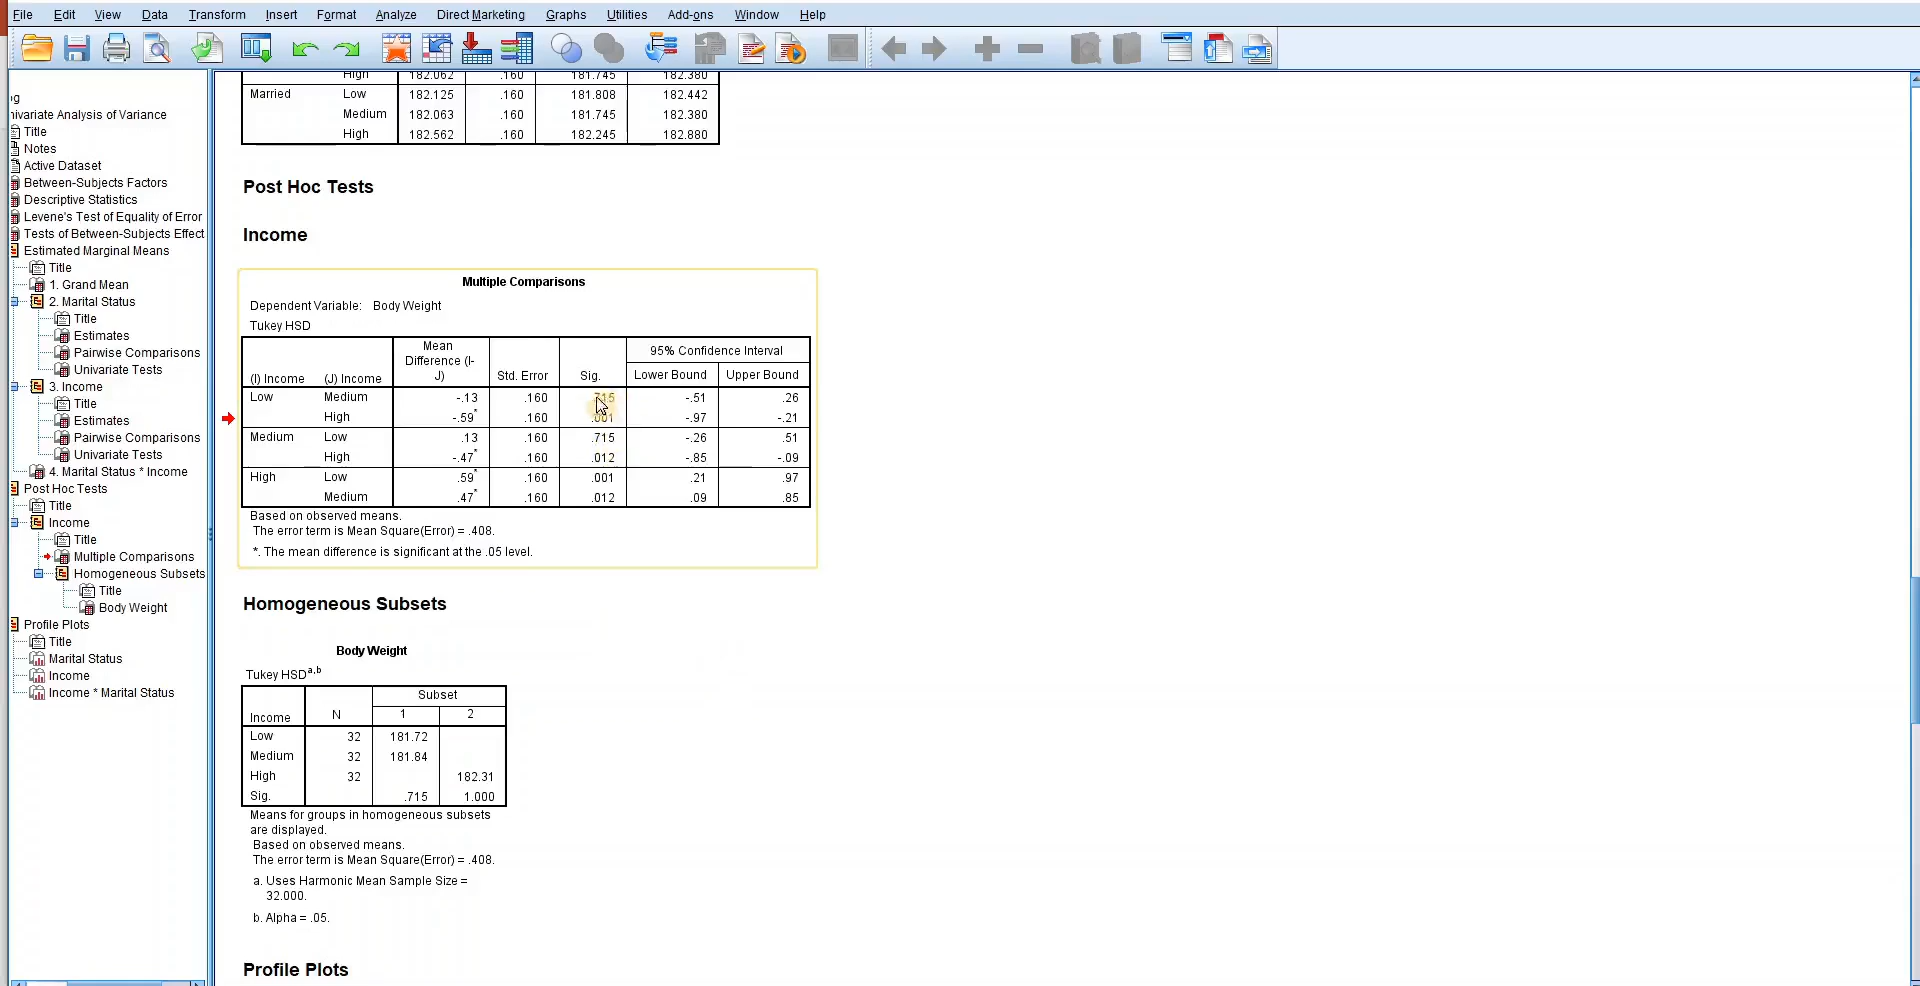 File Edit View Data Transform Insert Format Analyze Direct Marketing Graphs Utilities Add-ons Window Help
High 182.062 .160 181.745 182.380
Married Low 182.125 .160 181.808 182.442
Medium 182.063 .160 181.745 182.380
High 182.562 .160 182.245 182.880
Title
Notes
Active Dataset
Between-Subjects Factors
Descriptive Statistics
Levene's Test of Equality of Error
Tests of Between-Subjects Effect
Estimated Marginal Means
Title
1. Grand Mean
2. Marital Status
Title
Estimates
Pairwise Comparisons
Univariate Tests
3. Income
Title
Estimates
Pairwise Comparisons
Univariate Tests
4. Marital Status * Income
Post Hoc Tests
Title
Income
Title
Multiple Comparisons
Homogeneous Subsets
Title
Body Weight
Profile Plots
Title
Marital Status
Income
Income * Marital Status
Post Hoc Tests
Income
Multiple Comparisons
Dependent Variable: Body Weight
Tukey HSD
(I) Income (J) Income Mean Difference (I-J) Std. Error Sig. 95% Confidence Interval
Lower Bound Upper Bound
Low Medium -.13 .160 .715 -.51 .26
High -.59* .160 .001 -.97 -.21
Medium Low .13 .160 .715 -.26 .51
High -.47* .160 .012 -.85 -.09
High Low .59* .160 .001 .21 .97
Medium .47* .160 .012 .09 .85
Based on observed means.
The error term is Mean Square(Error) = .408.
*. The mean difference is significant at the .05 level.
Homogeneous Subsets
Body Weight
Tukey HSDa,b
Income N Subset
1 2
Low 32 181.72
Medium 32 181.84
High 32 182.31
Sig. .715 1.000
Means for groups in homogeneous subsets
are displayed.
Based on observed means.
The error term is Mean Square(Error) = .408.
a. Uses Harmonic Mean Sample Size =
32.000.
b. Alpha = .05.
Profile Plots